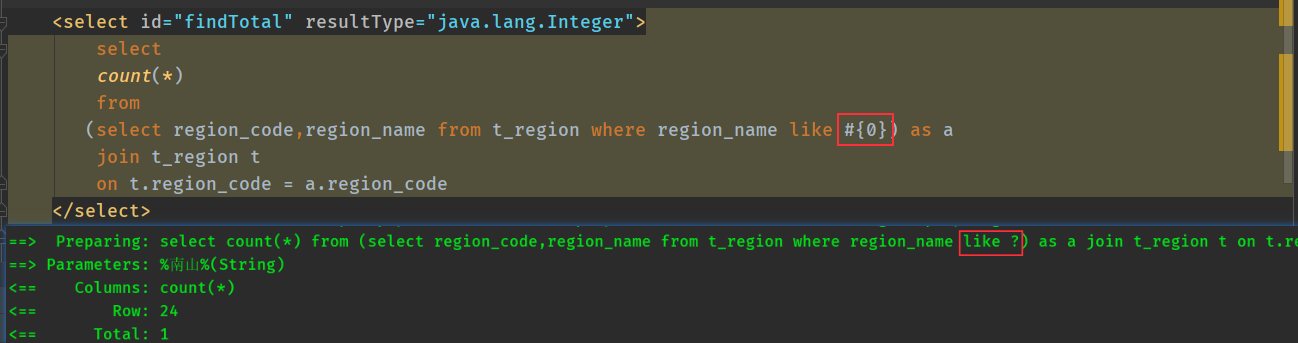 <select id="findTotal" resultType="java.lang.Integer">
select
count(*)
from
(select region_code,region_name from t_region where region_name like #{0}) as a
join t_region t
on t.region_code = a.region_code
</select>
==>  Preparing: select count(*) from (select region_code,region_name from t_region where region_name like ?) as a join t_region t on t.re
==> Parameters: %南山%(String)
<==    Columns: count(*)
<==        Row: 24
<==      Total: 1